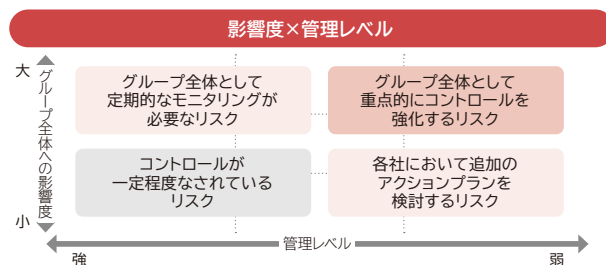 影響度×管理レベル
大
グループ全体への影響度
小
グループ全体として
定期的なモニタリングが
必要なリスク
グループ全体として
重点的にコントロールを
強化するリスク
コントロールが
一定程度なされている
リスク
各社において追加の
アクションプランを
検討するリスク
管理レベル
強
弱